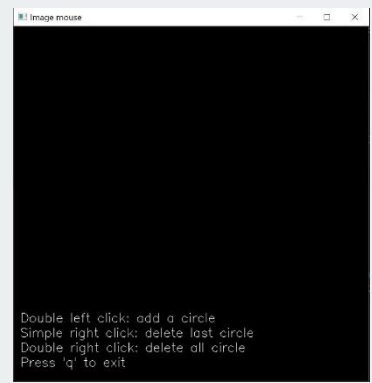 Image mouse
Double left click: add a circle
Simple right click: delete last circle
Double right click: delete all circle
Press 'q' to exit